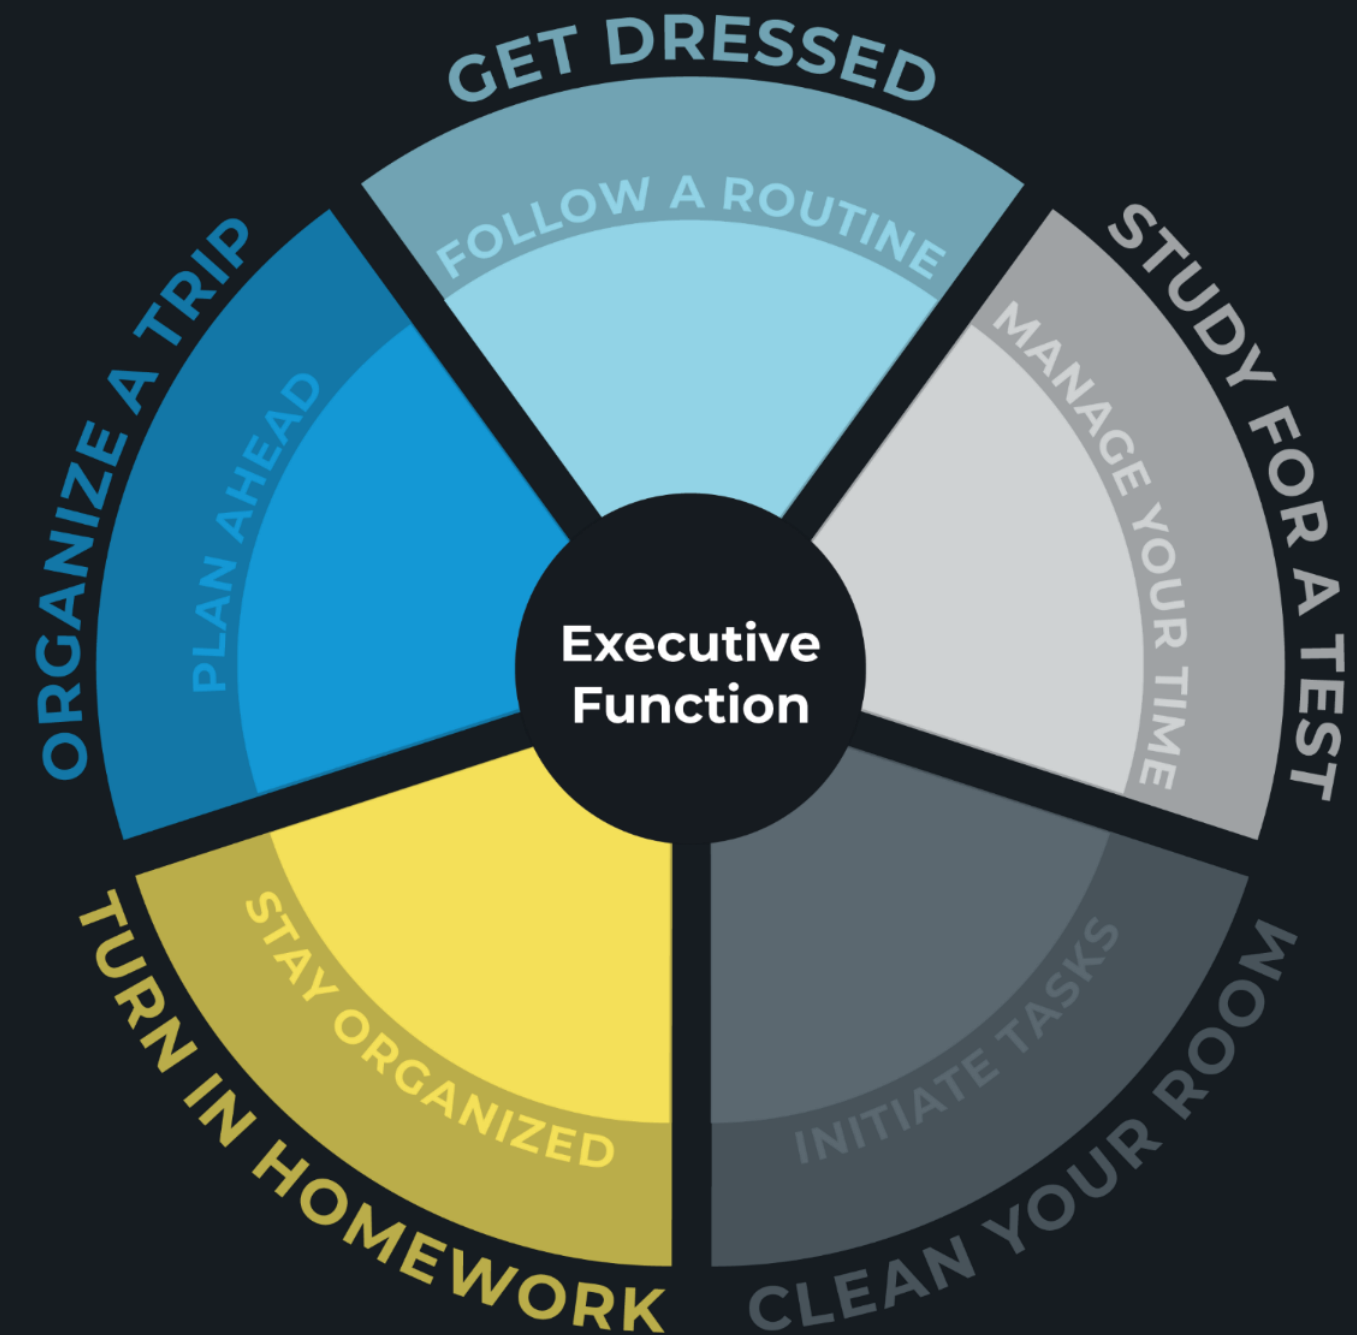 GET DRESSED
FOLLOW A ROUTINE
STUDY FOR A TEST
MANAGE YOUR TIME
CLEAN YOUR ROOM
INITIATE TASKS
TURN IN HOMEWORK
STAY ORGANIZED
ORGANIZE A TRIP
PLAN AHEAD
Executive
Function